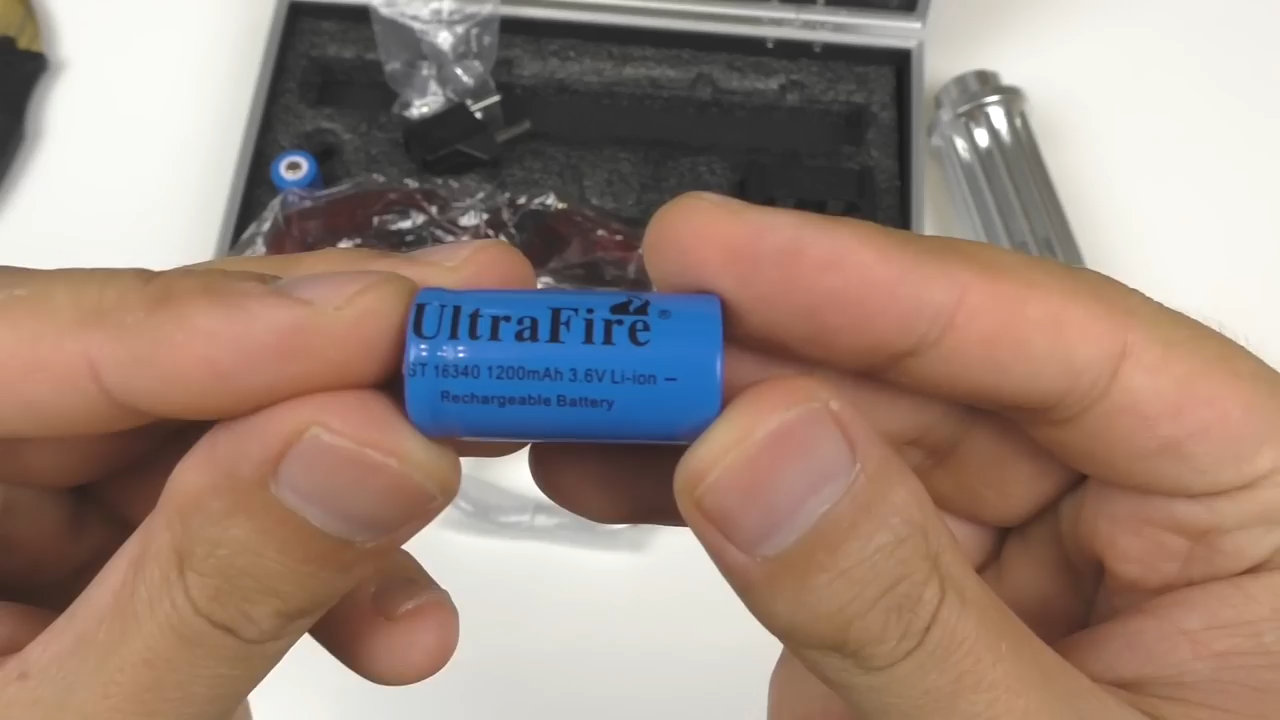 UltraFire®
ST 16340 1200mAh 3.6V Li-ion –
Rechargeable Battery